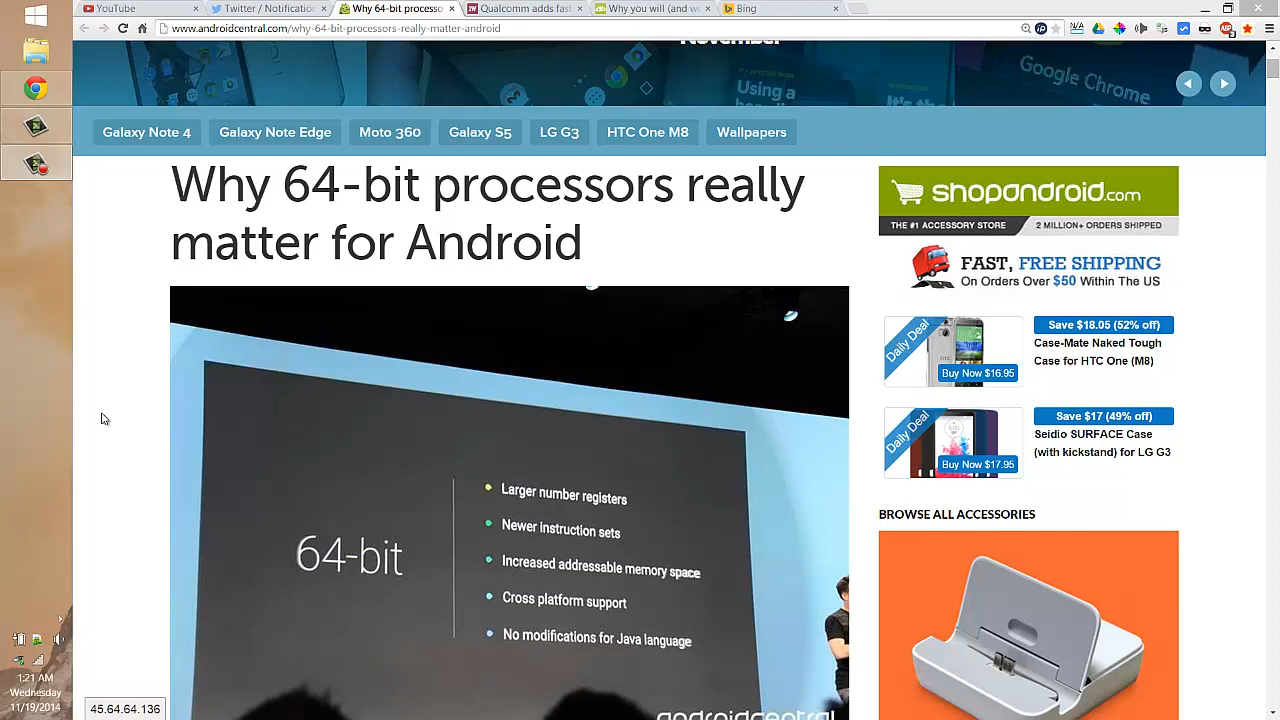 YouTube
Twitter / Notification
Why 64-bit processo
Qualcomm adds fast
Why you will (and w
Bing
www.androidcentral.com/why-64-bit-processors-really-matter-android
November
Using a
Google Chrome
Galaxy Note 4
Galaxy Note Edge
Moto 360
Galaxy S5
LG G3
HTC One M8
Wallpapers
Why 64-bit processors really
matter for Android
64-bit
Larger number registers
Newer instruction sets
Increased addressable memory space
Cross platform support
No modifications for Java language
androidcentral
shopandroid.com
THE #1 ACCESSORY STORE
2 MILLION+ ORDERS SHIPPED
FAST, FREE SHIPPING
On Orders Over $50 Within The US
Daily Deal
Buy Now $16.95
Save $18.05 (52% off)
Case-Mate Naked Tough
Case for HTC One (M8)
Daily Deal
Buy Now $17.95
Save $17 (49% off)
Seidio SURFACE Case
(with kickstand) for LG G3
BROWSE ALL ACCESSORIES
1:21 AM
Wednesday
11/19/2014
45.64.64.136